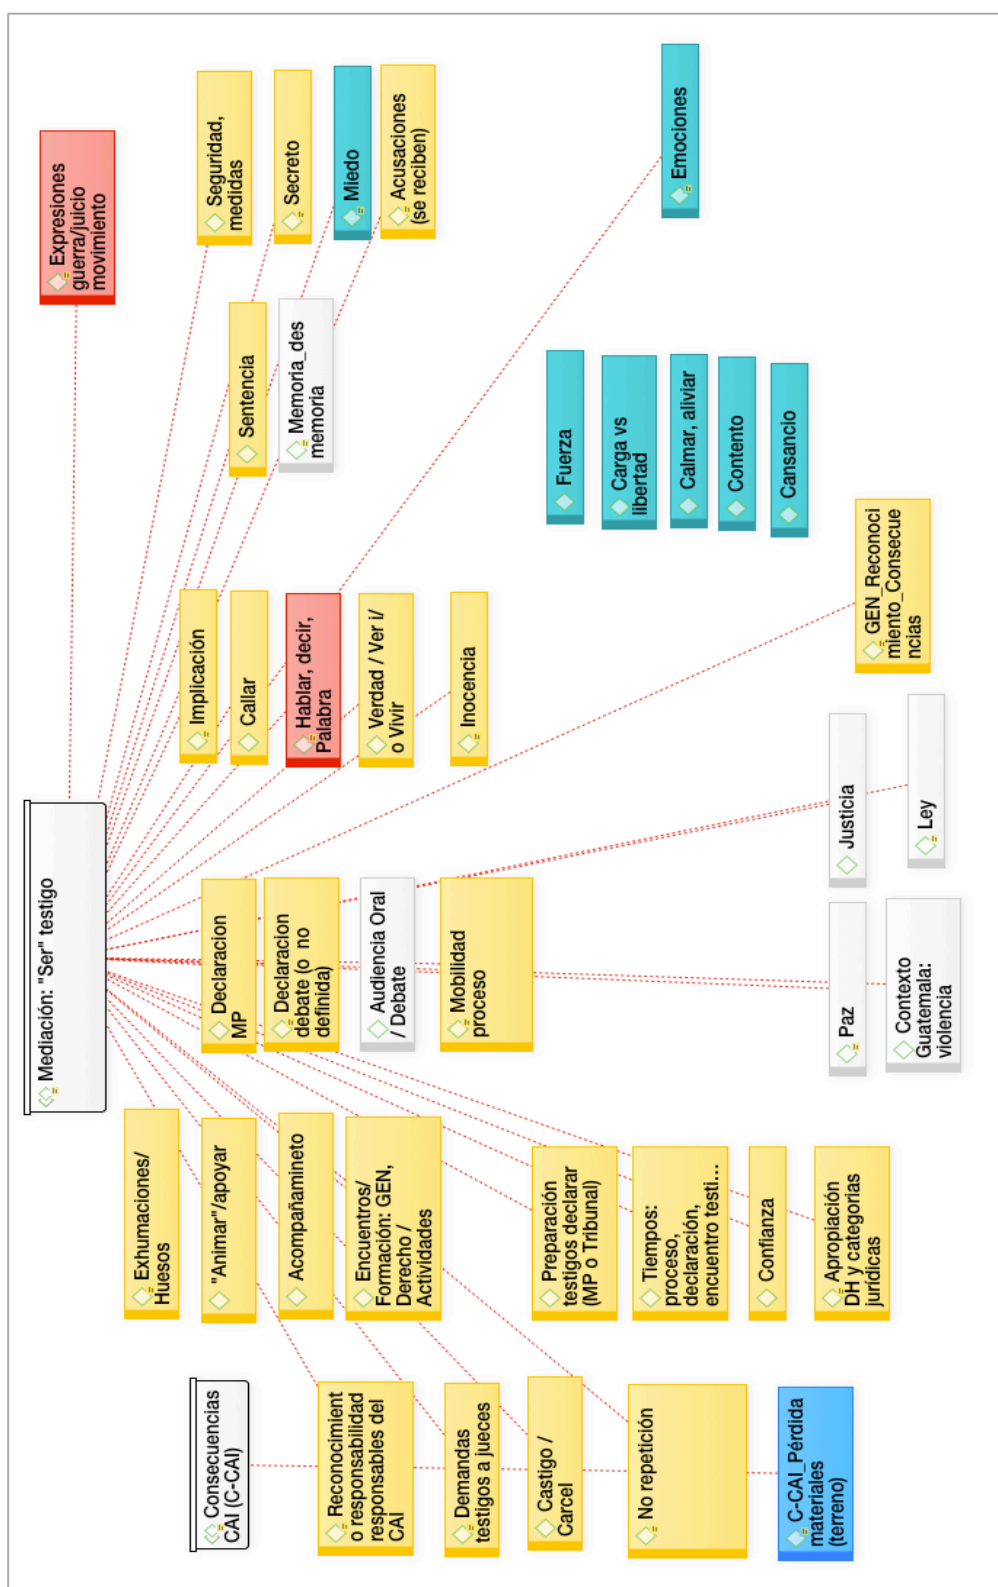 Mediación: "Ser" testigo
Consecuencias
CAI (C-CAI)
Reconocimient
o responsabilidad
responsables del
CAI
Demandas
testigos a jueces
Castigo /
Carcel
No repetición
C-CAI_Pérdida
materiales
(terreno)
Exhumaciones/
Huesos
"Animar"/apoyar
Acompañamineto
Encuentros/
Formación: GEN,
Derecho /
Actividades
Preparación
testigos declarar
(MP o Tribunal)
Tiempos:
proceso,
declaración,
encuentro testi...
Confianza
Apropiación
DH y categorías
jurídicas
Declaracion
MP
Declaracion
debate (o no
definida)
Audiencia Oral
/ Debate
Mobilidad
proceso
Paz
Contexto
Guatemala:
violencia
Justicia
Ley
Implicación
Callar
Hablar, decir,
Palabra
Verdad / Ver i/
o Vivir
Inocencia
GEN_Reconoci
miento_Consecue
ncias
Sentencia
Memoria_des
memoria
Fuerza
Carga vs
libertad
Calmar, aliviar
Contento
Cansancio
Expresiones
guerra/juicio
movimiento
Seguridad,
medidas
Secreto
Miedo
Acusaciones
(se reciben)
Emociones